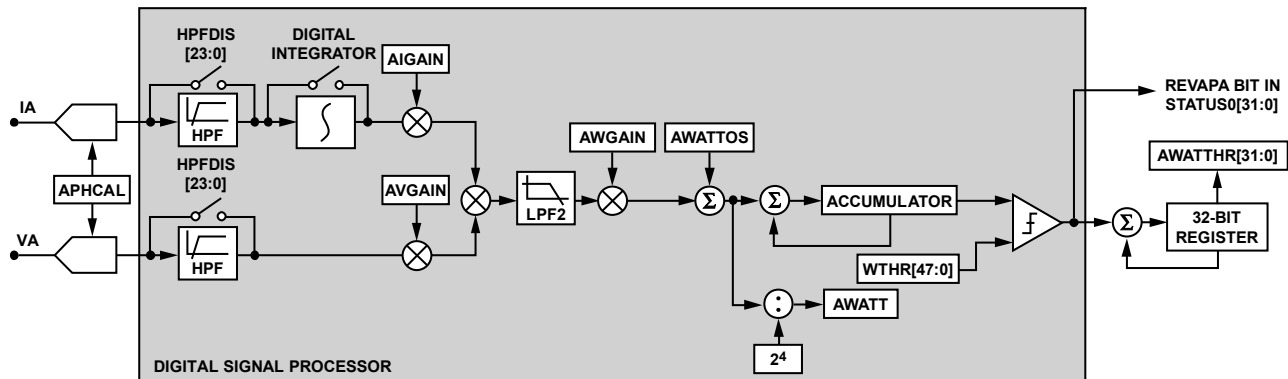 HPFDIS
[23:0]
DIGITAL
INTEGRATOR
AIGAIN
IA
HPF
REVAPA BIT IN
STATUS0[31:0]
APHCAL
HPFDIS
[23:0]
AVGAIN
LPF2
AWGAIN
AWATTOS
Σ
Σ
ACCUMULATOR
AWATTHR[31:0]
Σ
32-BIT
REGISTER
VA
HPF
WTHR[47:0]
AWATT
2⁴
DIGITAL SIGNAL PROCESSOR